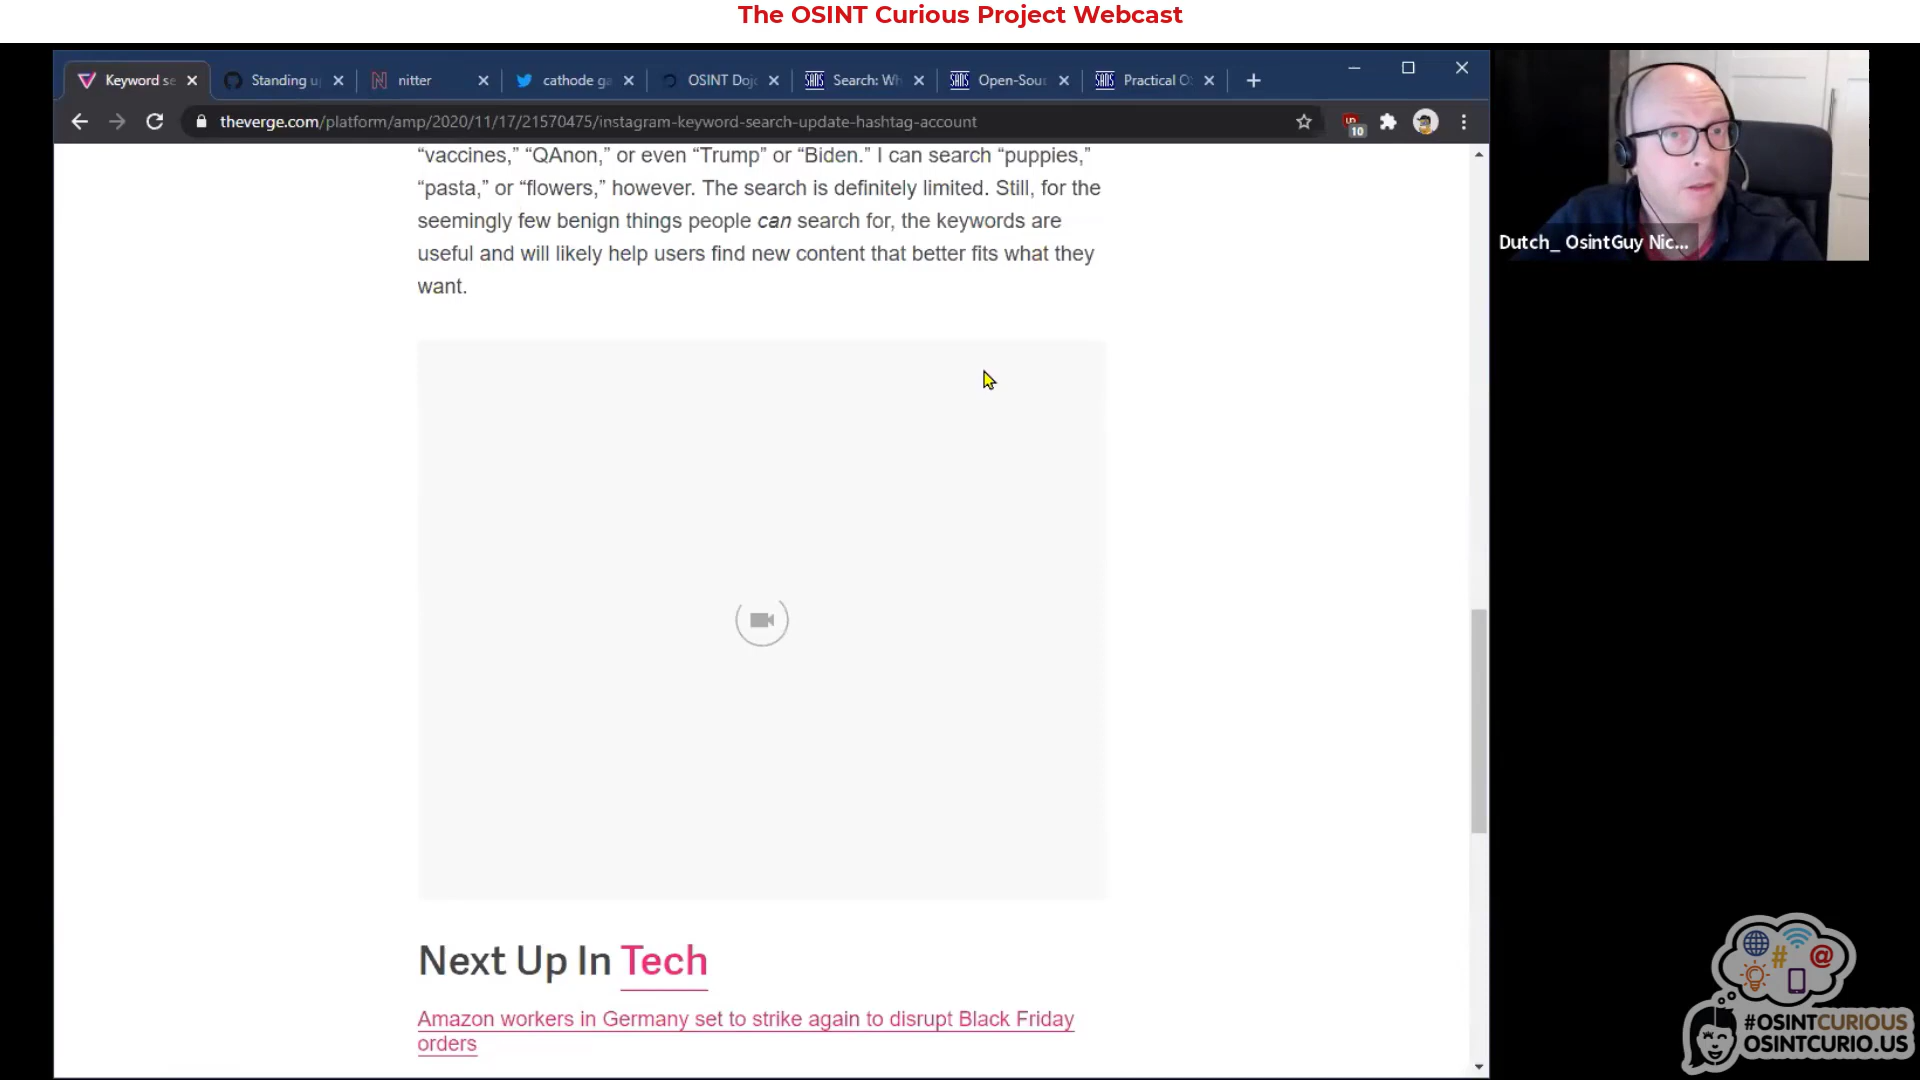 The OSINT Curious Project Webcast
Keyword se
Standing u
nitter
cathode ga
OSINT Dojo
Search: Wh
Open-Sou
Practical O
theverge.com/platform/amp/2020/11/17/21570475/instagram-keyword-search-update-hashtag-account
10
“vaccines,” “QAnon,” or even “Trump” or “Biden.” I can search “puppies,”
“pasta,” or “flowers,” however. The search is definitely limited. Still, for the
seemingly few benign things people can search for, the keywords are
useful and will likely help users find new content that better fits what they
want.
Next Up In Tech
Amazon workers in Germany set to strike again to disrupt Black Friday
orders
Dutch_ OsintGuy Nic...
#OSINTCURIOUS
OSINTCURIO.US